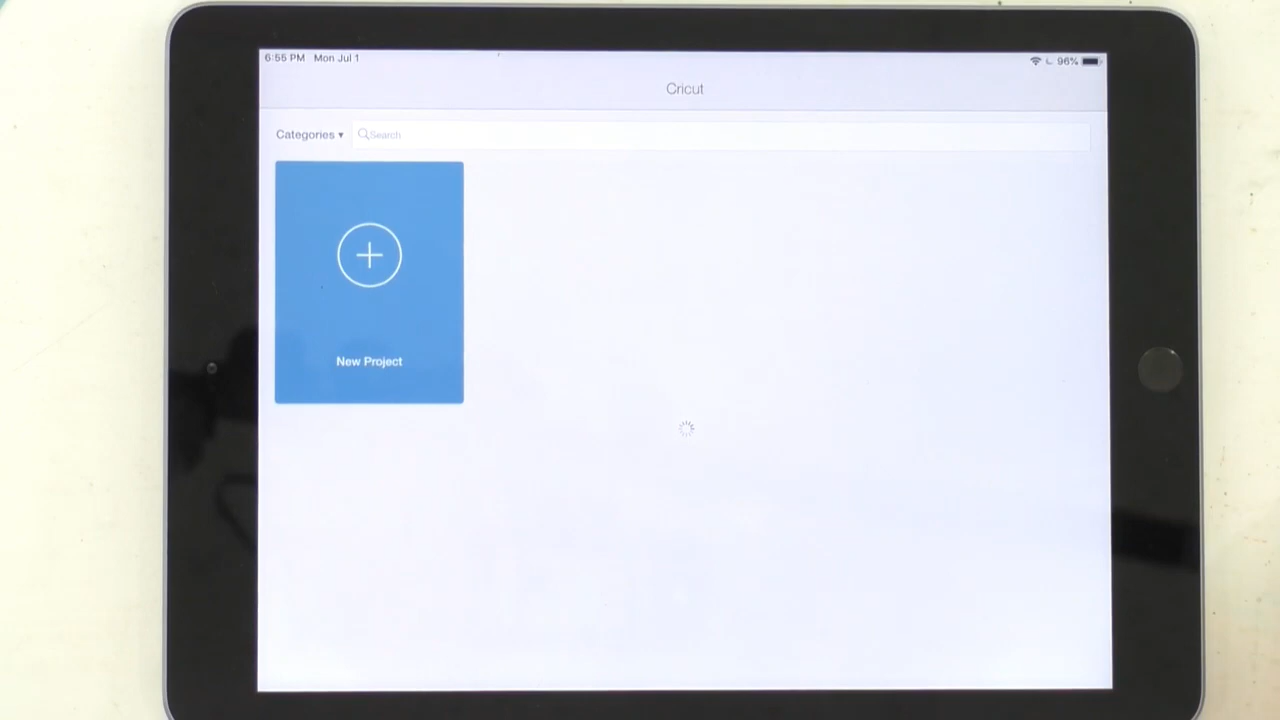 6:55 PM Mon Jul 1
96%
Cricut
Categories ▾
Search
New Project